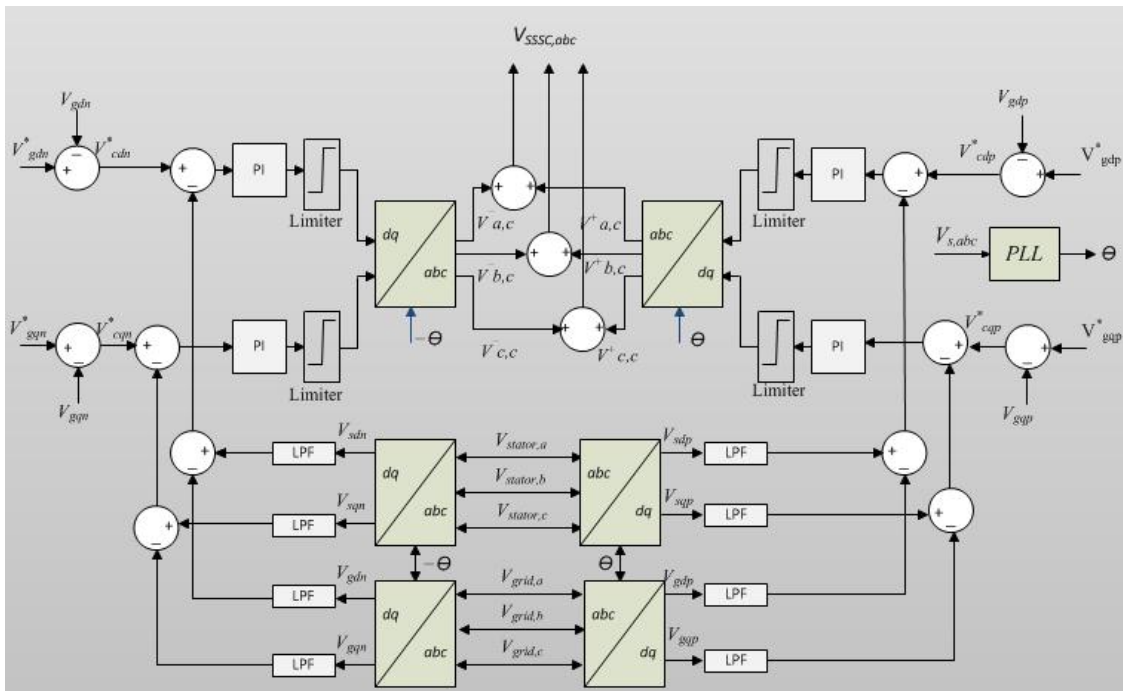 V_SSSC,abc
V_gdn
V_gdp
V*_gdn
V*_cdn
V*_cdp
V*_gdp
+
−
+
−
PI
Limiter
Limiter
PI
+
−
−
+
+
+
dq
abc
V⁻a,c
V⁺a,c
abc
dq
V_s,abc
PLL
Θ
+
+
V⁻b,c
V⁺b,c
+
+
V⁻c,c
V⁺c,c
−Θ
Θ
V*_gqn
V*_cqn
V*_cqp
V*_gqp
+
−
+
−
PI
Limiter
Limiter
PI
+
−
−
+
V_gqn
V_gqp
+
−
LPF
V_sdn
dq
abc
V_stator,a
V_stator,b
V_stator,c
abc
dq
V_sdp
LPF
+
−
+
−
LPF
V_sqn
V_sqp
LPF
+
−
−Θ
Θ
LPF
V_gdn
dq
abc
V_grid,a
V_grid,b
V_grid,c
abc
dq
V_gdp
LPF
LPF
V_gqn
V_gqp
LPF